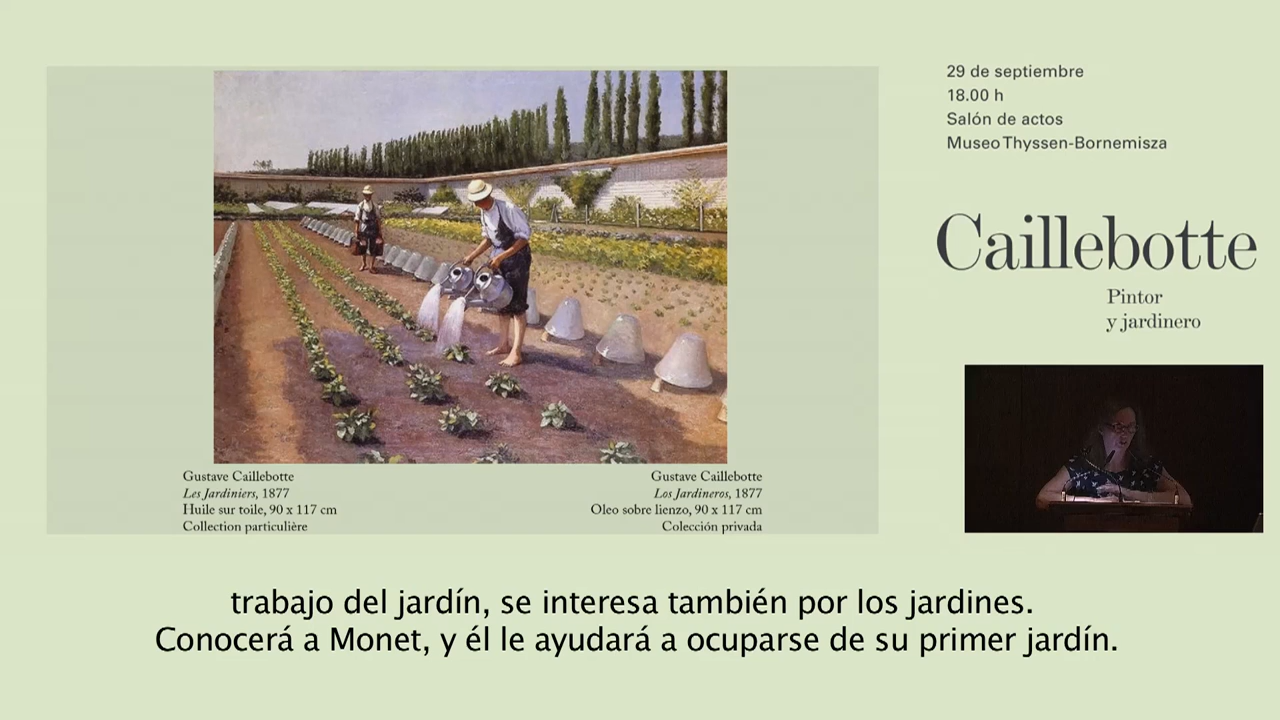 29 de septiembre
18.00 h
Salón de actos
Museo Thyssen-Bornemisza
Caillebotte
Pintor
y jardinero
Gustave Caillebotte
Les Jardiniers, 1877
Huile sur toile, 90 x 117 cm
Collection particulière
Gustave Caillebotte
Los Jardineros, 1877
Oleo sobre lienzo, 90 x 117 cm
Colección privada
trabajo del jardín, se interesa también por los jardines.
Conocerá a Monet, y él le ayudará a ocuparse de su primer jardín.